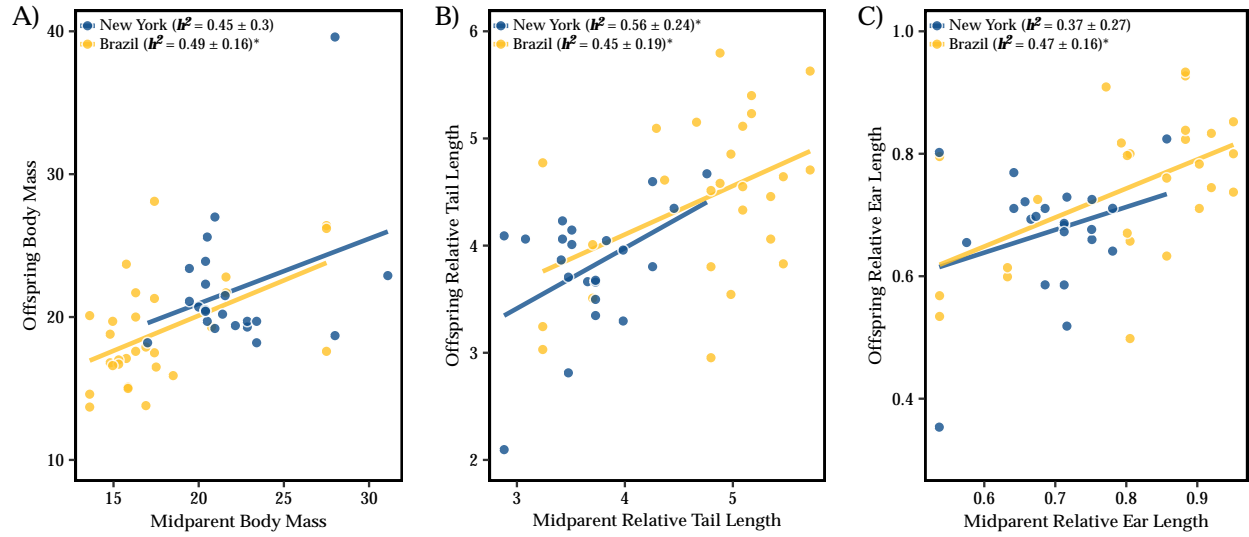 A)
New York (h² = 0.45 ± 0.3)
Brazil (h² = 0.49 ± 0.16)*
40
30
20
10
Offspring Body Mass
15 20 25 30
Midparent Body Mass
B)
New York (h² = 0.56 ± 0.24)*
Brazil (h² = 0.45 ± 0.19)*
6
5
4
3
2
Offspring Relative Tail Length
3 4 5
Midparent Relative Tail Length
C)
New York (h² = 0.37 ± 0.27)
Brazil (h² = 0.47 ± 0.16)*
1.0
0.8
0.6
0.4
Offspring Relative Ear Length
0.6 0.7 0.8 0.9
Midparent Relative Ear Length